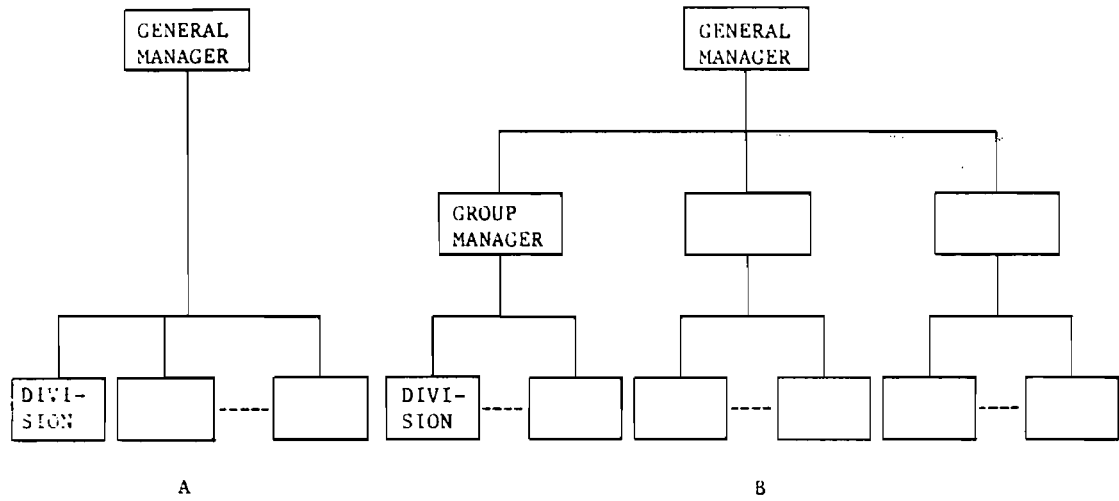 GENERAL
MANAGER
GENERAL
MANAGER
GROUP
MANAGER
DIVI-
SION
DIVI-
SION
A
B